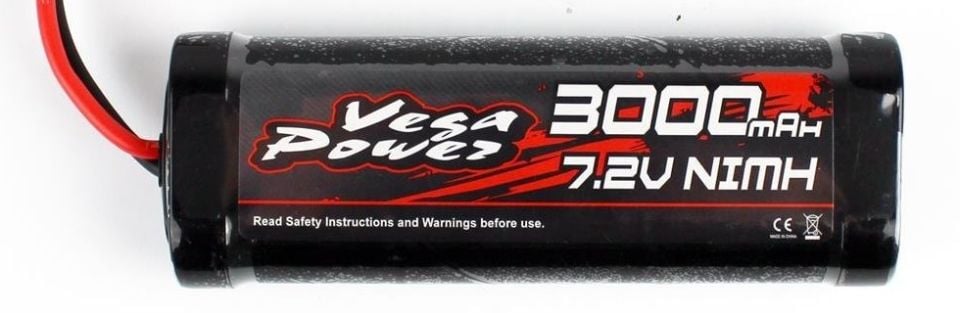 Vega
Power
3000mAH
7.2V NIMH
Read Safety Instructions and Warnings before use.
CE
MADE IN CHINA